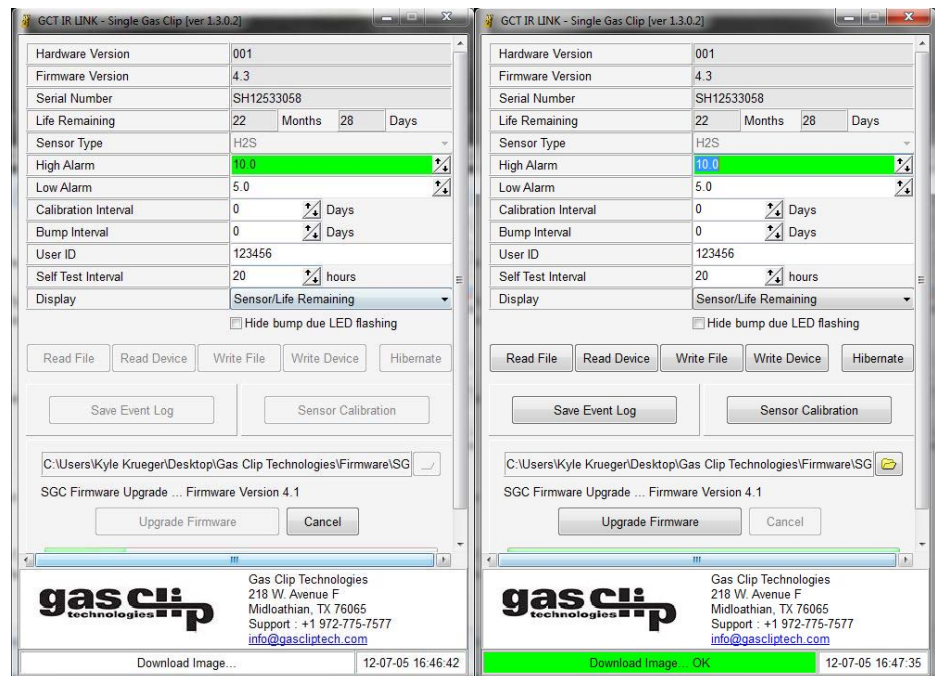 GCT IR LINK - Single Gas Clip [ver 1.3.0.2]
Hardware Version 001
Firmware Version 4.3
Serial Number SH12533058
Life Remaining 22 Months 28 Days
Sensor Type H2S
High Alarm 10.0
Low Alarm 5.0
Calibration Interval 0 Days
Bump Interval 0 Days
User ID 123456
Self Test Interval 20 hours
Display Sensor/Life Remaining
Hide bump due LED flashing
Read File Read Device Write File Write Device Hibernate
Save Event Log Sensor Calibration
C:\Users\Kyle Krueger\Desktop\Gas Clip Technologies\Firmware\SG
SGC Firmware Upgrade ... Firmware Version 4.1
Upgrade Firmware Cancel
gas clip
technologies
Gas Clip Technologies
218 W. Avenue F
Midloathian, TX 76065
Support : +1 972-775-7577
info@gascliptech.com
Download Image... 12-07-05 16:46:42
GCT IR LINK - Single Gas Clip [ver 1.3.0.2]
Hardware Version 001
Firmware Version 4.3
Serial Number SH12533058
Life Remaining 22 Months 28 Days
Sensor Type H2S
High Alarm 10.0
Low Alarm 5.0
Calibration Interval 0 Days
Bump Interval 0 Days
User ID 123456
Self Test Interval 20 hours
Display Sensor/Life Remaining
Hide bump due LED flashing
Read File Read Device Write File Write Device Hibernate
Save Event Log Sensor Calibration
C:\Users\Kyle Krueger\Desktop\Gas Clip Technologies\Firmware\SG
SGC Firmware Upgrade ... Firmware Version 4.1
Upgrade Firmware Cancel
gas clip
technologies
Gas Clip Technologies
218 W. Avenue F
Midloathian, TX 76065
Support : +1 972-775-7577
info@gascliptech.com
Download Image... OK 12-07-05 16:47:35